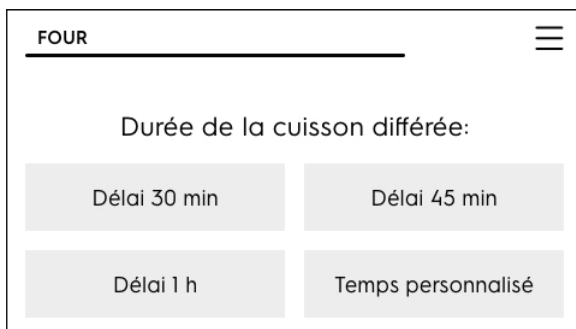 FOUR
Durée de la cuisson différée:
Délai 30 min
Délai 45 min
Délai 1 h
Temps personnalisé